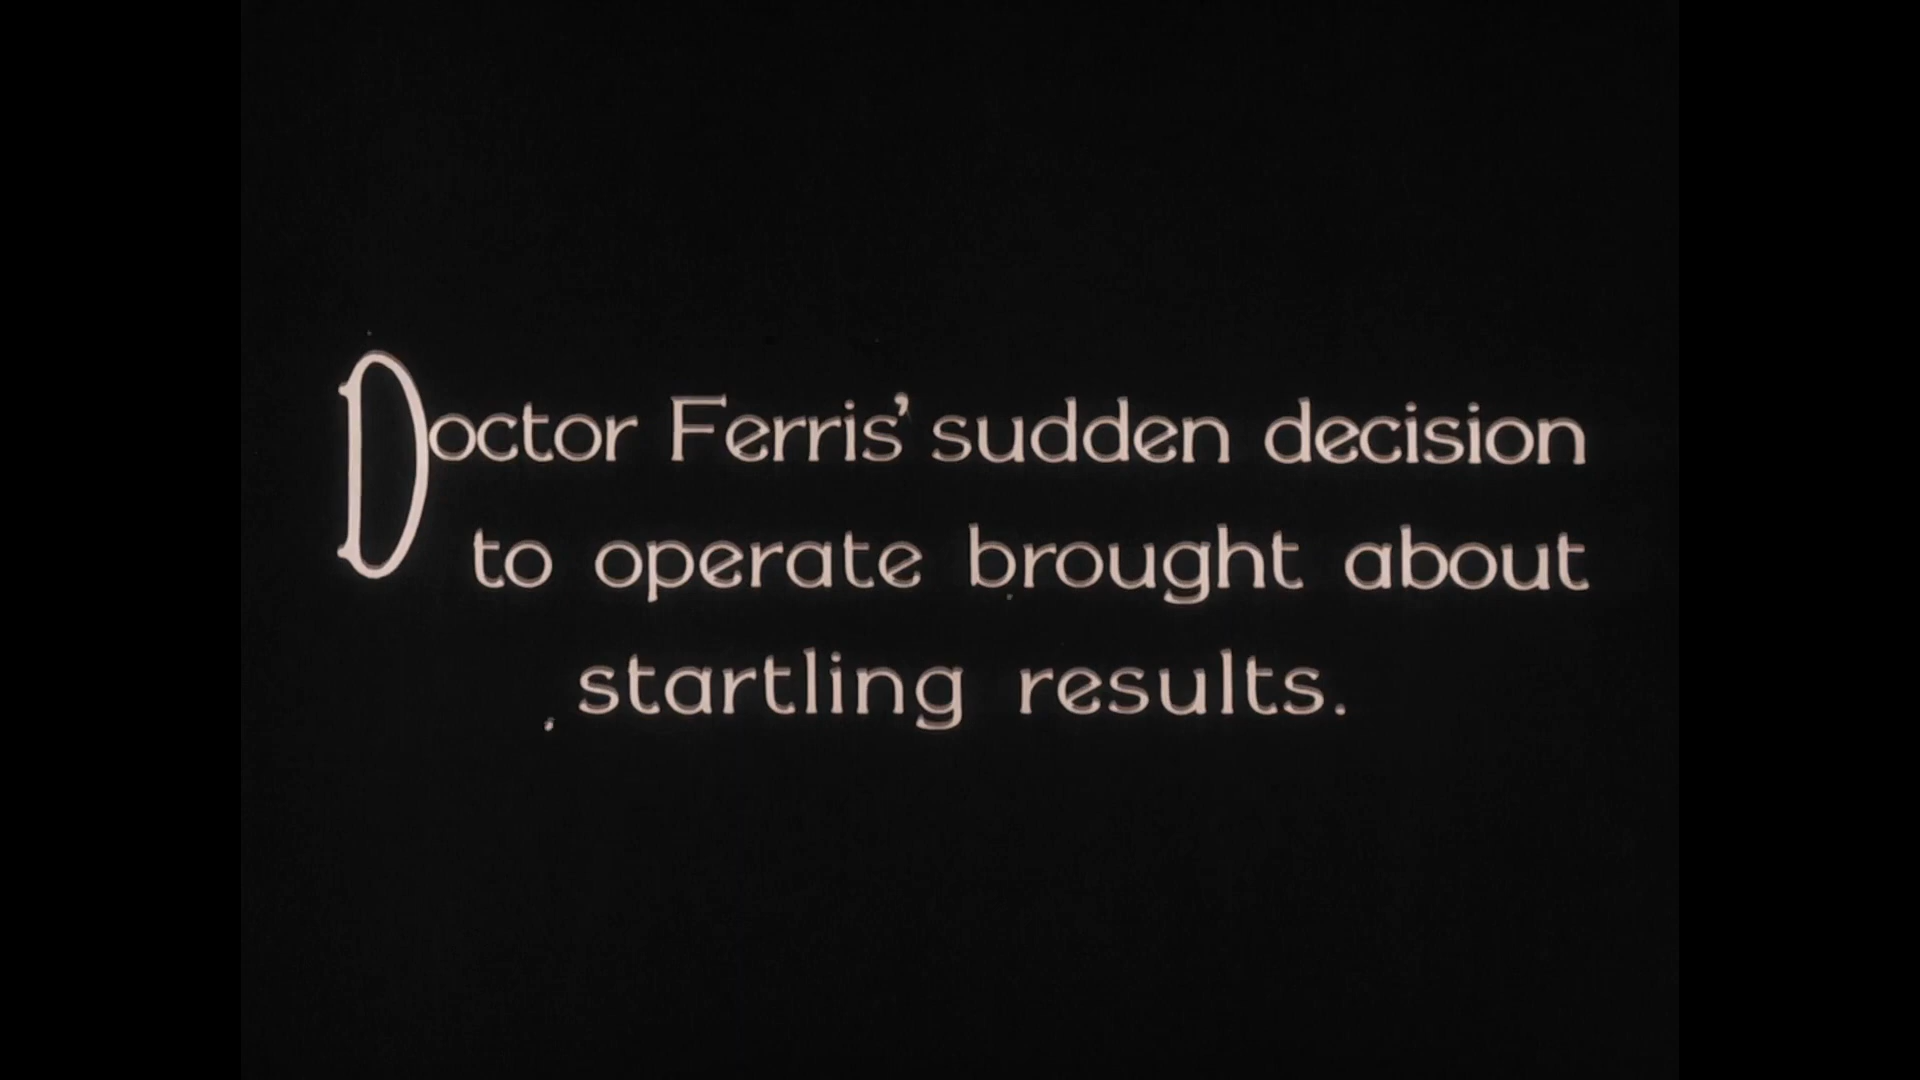 Doctor Ferris' sudden decision
to operate brought about
startling results.